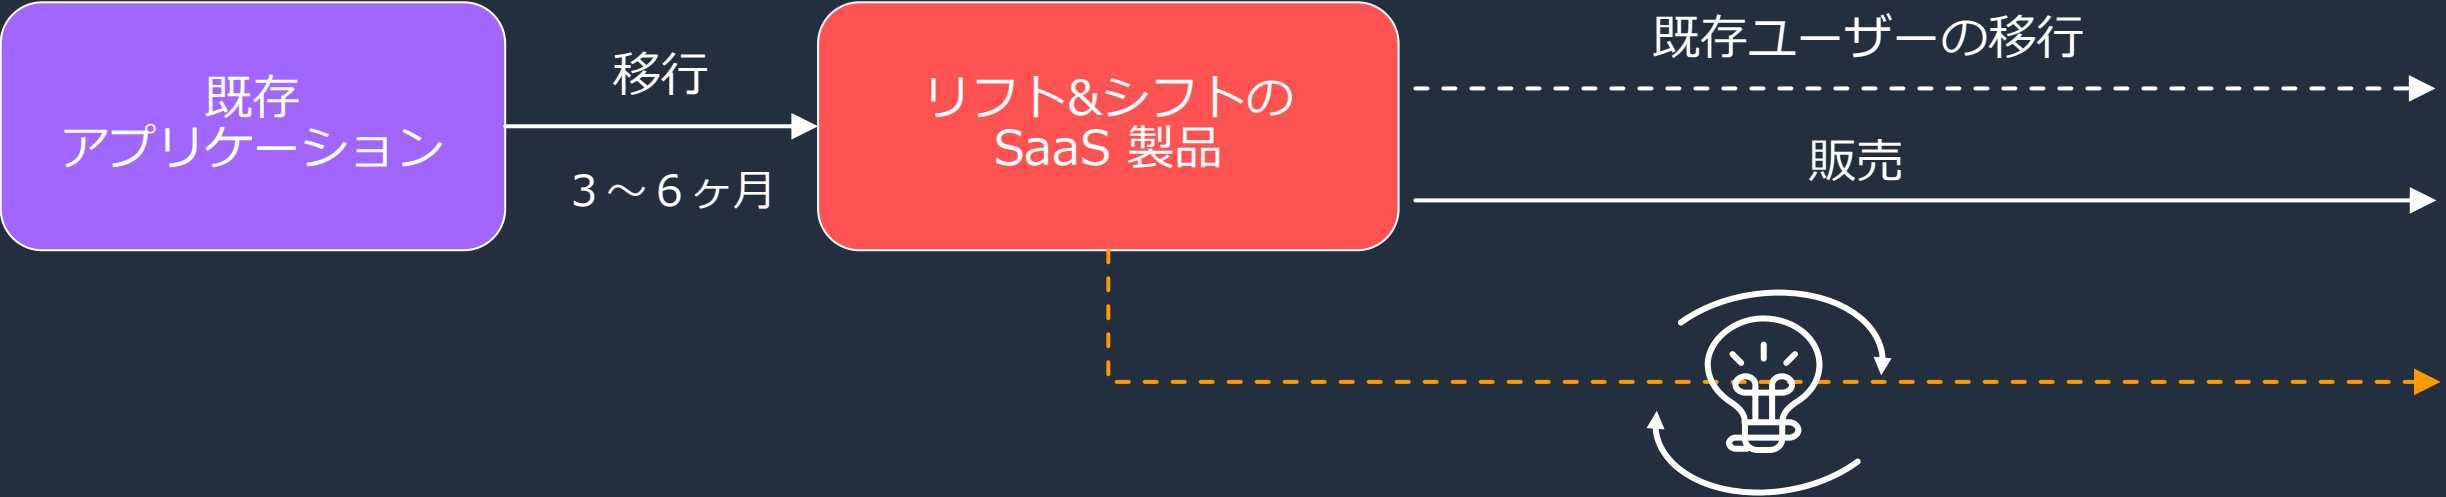 既存
アプリケーション
移行
3～6ヶ月
リフト&シフトの
SaaS 製品
既存ユーザーの移行
販売